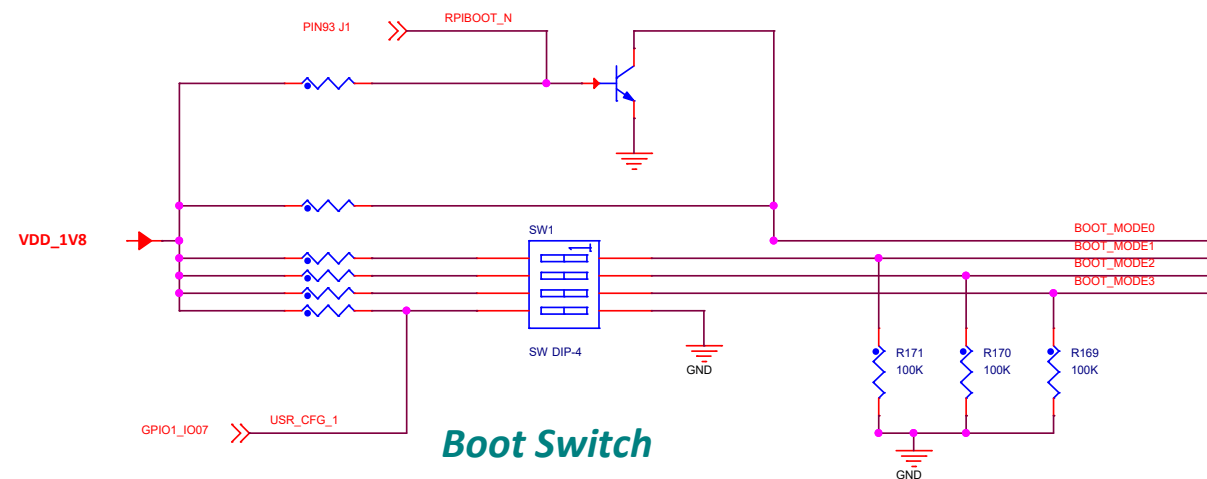 RPIBOOT_N
PIN93 J1
VDD_1V8
SW1
1
BOOT_MODE0
BOOT_MODE1
BOOT_MODE2
BOOT_MODE3
SW DIP-4
GND
R171
100K
R170
100K
R169
100K
USR_CFG_1
GPIO1_IO07
Boot Switch
GND